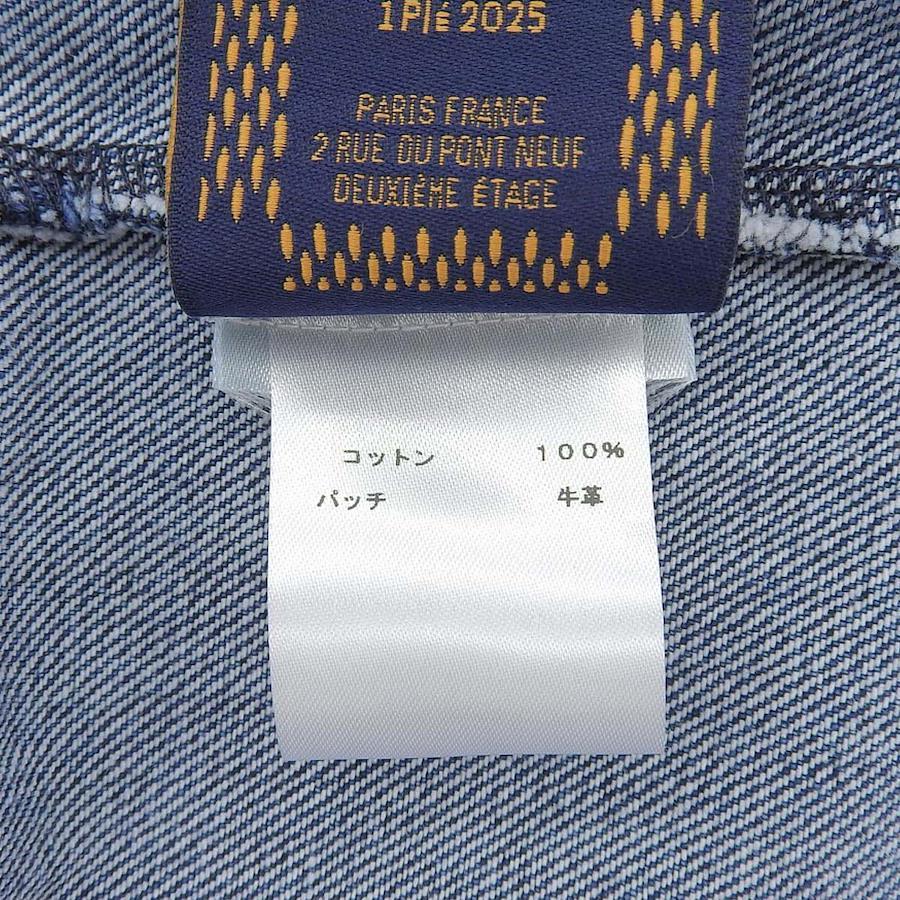 1P|é 2025
PARIS FRANCE
2 RUE DU PONT NEUF
DEUXIÈME ÉTAGE
コットン 100%
パッチ 牛革